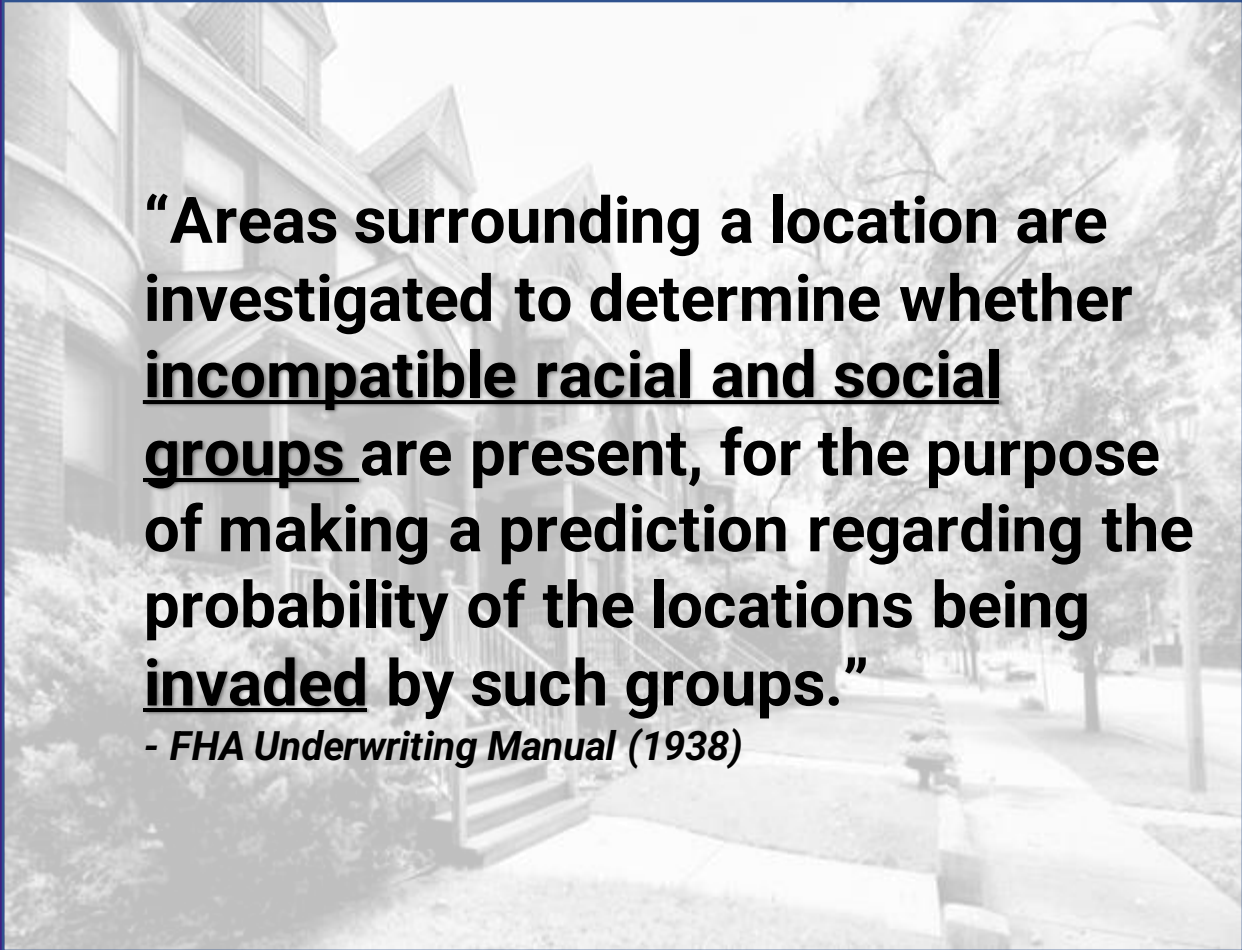 “Areas surrounding a location are
investigated to determine whether
incompatible racial and social
groups are present, for the purpose
of making a prediction regarding the
probability of the locations being
invaded by such groups.”
- FHA Underwriting Manual (1938)